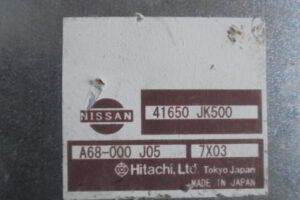 NISSAN 41650 JK500
A68-000 J05 7X03
Hitachi, Ltd. Tokyo Japan
MADE IN JAPAN